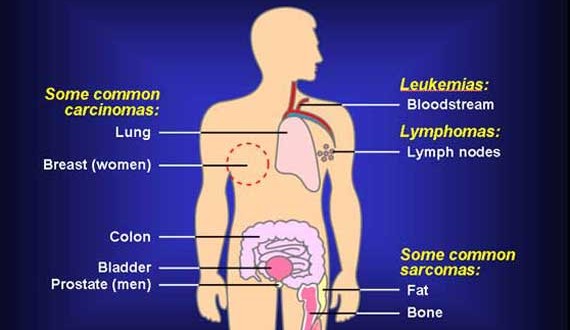 Some common
carcinomas:
Lung
Breast (women)
Colon
Bladder
Prostate (men)
Leukemias:
Bloodstream
Lymphomas:
Lymph nodes
Some common
sarcomas:
Fat
Bone